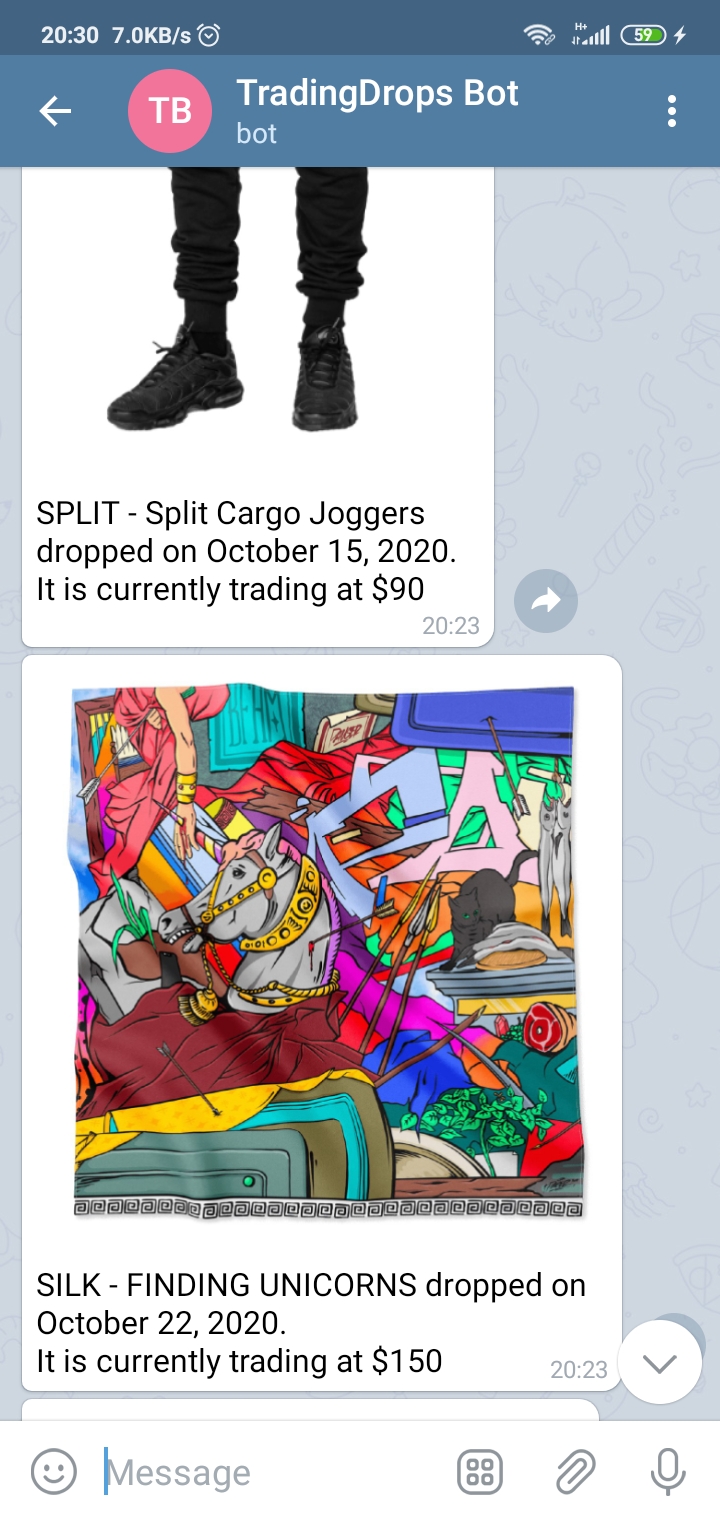 20:30 7.0KB/s
H+
59
TB
TradingDrops Bot
bot
SPLIT - Split Cargo Joggers
dropped on October 15, 2020.
It is currently trading at $90
20:23
SILK - FINDING UNICORNS dropped on
October 22, 2020.
It is currently trading at $150
20:23
Message